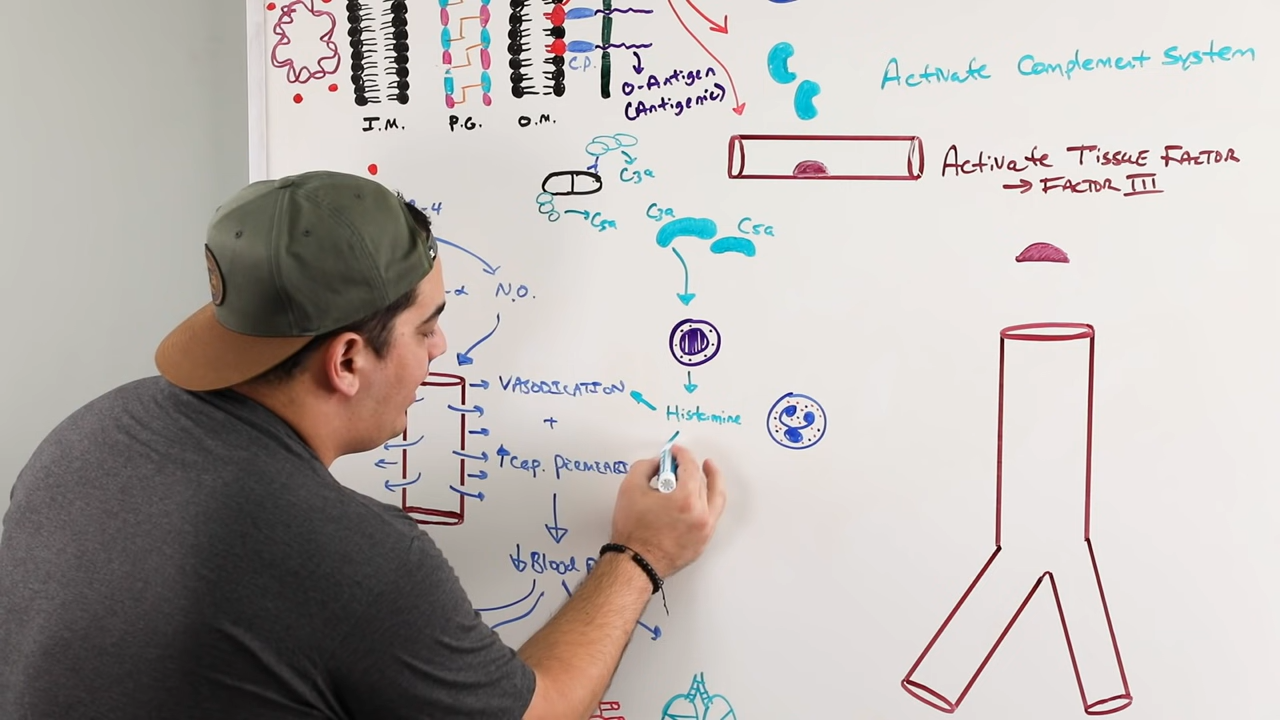 C.P.
O-Antigen
(Antigenic)
I.M.
P.G.
O.M.
Activate Complement System
C3a
C5a
Activate Tissue Factor
→ Factor III
C3a
C5a
-4
-α
N.O.
VASODILATION
+
↑ Cap. PERMEABI
Histamine
↓ Blood P